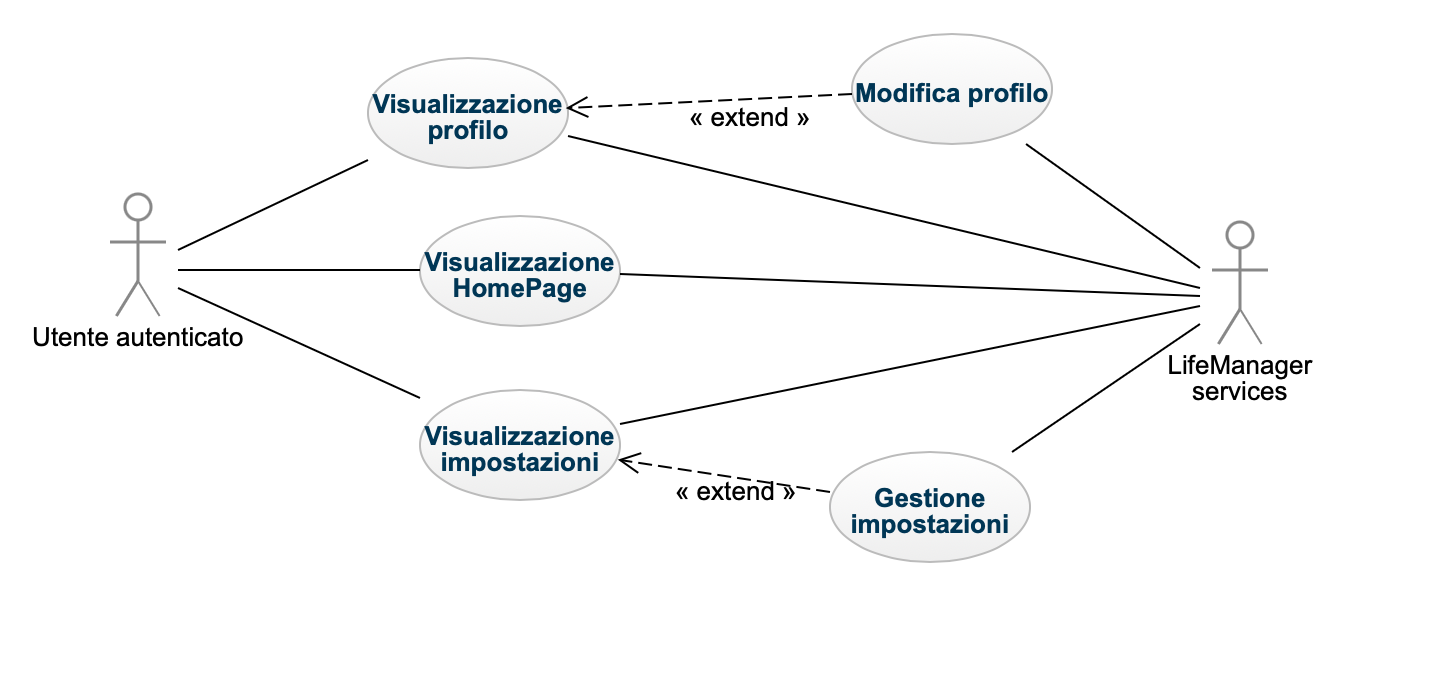 Visualizzazione
profilo
« extend »
Modifica profilo
Utente autenticato
Visualizzazione
HomePage
LifeManager
services
Visualizzazione
impostazioni
« extend »
Gestione
impostazioni